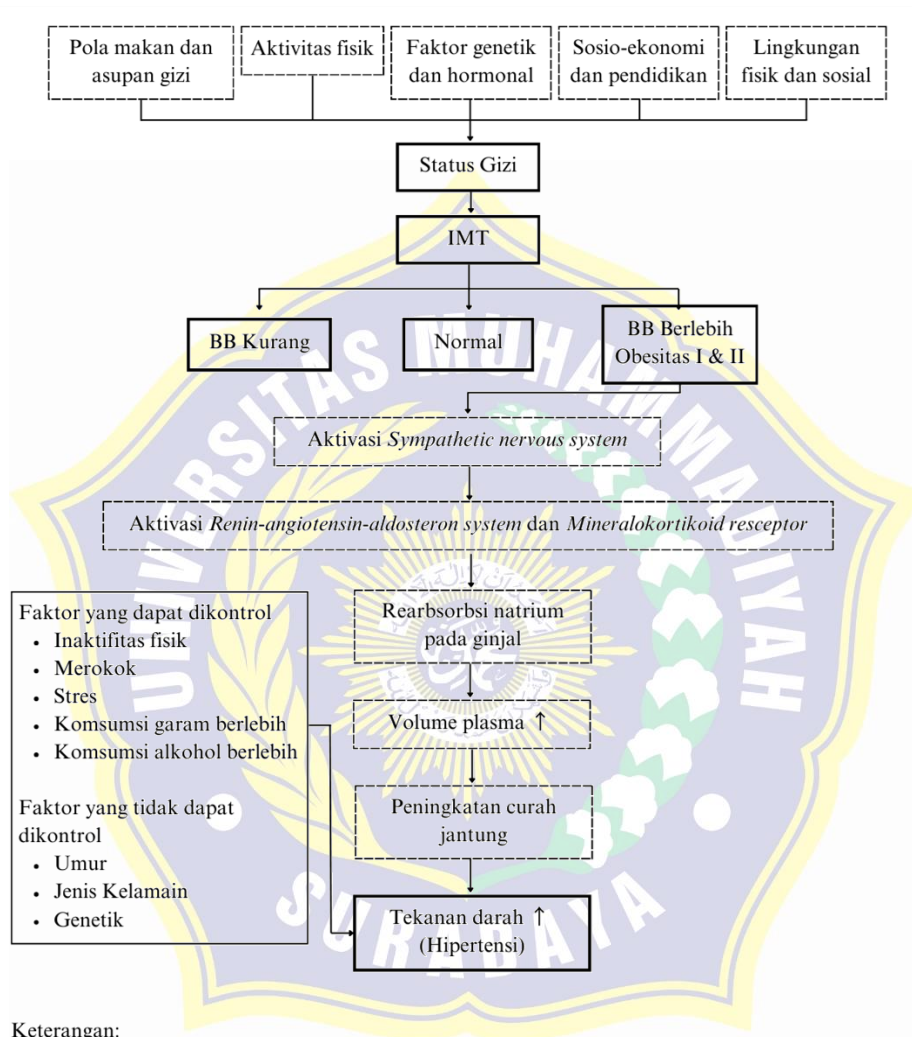 Pola makan dan
asupan gizi
Aktivitas fisik
Faktor genetik
dan hormonal
Sosio-ekonomi
dan pendidikan
Lingkungan
fisik dan sosial
Status Gizi
IMT
BB Kurang
Normal
BB Berlebih
Obesitas I & II
Aktivasi Sympathetic nervous system
Aktivasi Renin-angiotensin-aldosteron system dan Mineralokortikoid resceptor
Rearbsorbsi natrium
pada ginjal
Volume plasma ↑
Peningkatan curah
jantung
Tekanan darah ↑
(Hipertensi)
Faktor yang dapat dikontrol
• Inaktifitas fisik
• Merokok
• Stres
• Komsumsi garam berlebih
• Komsumsi alkohol berlebih
Faktor yang tidak dapat
dikontrol
• Umur
• Jenis Kelamain
• Genetik
Keterangan:
UNIVERSITAS MUHAMMADIYAH
SURABAYA